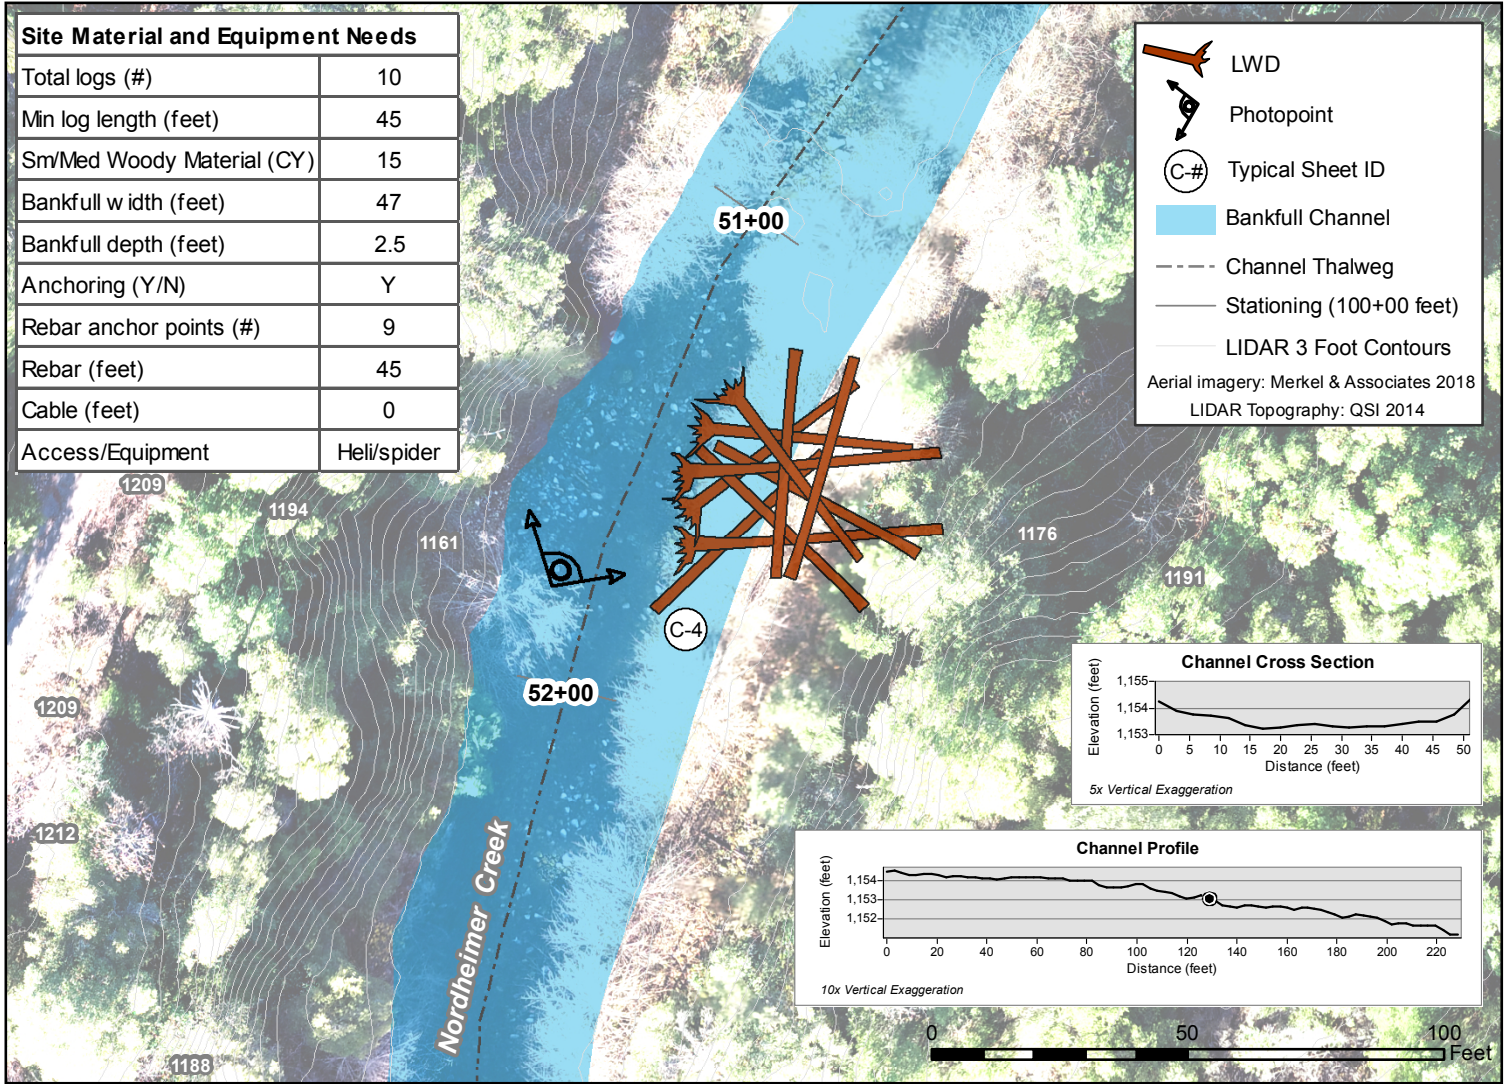 Site Material and Equipment Needs
Total logs (#) 10
Min log length (feet) 45
Sm/Med Woody Material (CY) 15
Bankfull width (feet) 47
Bankfull depth (feet) 2.5
Anchoring (Y/N) Y
Rebar anchor points (#) 9
Rebar (feet) 45
Cable (feet) 0
Access/Equipment Heli/spider
LWD
Photopoint
C-# Typical Sheet ID
Bankfull Channel
Channel Thalweg
Stationing (100+00 feet)
LIDAR 3 Foot Contours
Aerial imagery: Merkel & Associates 2018
LIDAR Topography: QSI 2014
51+00
1209
1194
1161
1176
1191
C-4
52+00
1209
1212
1188
Nordheimer Creek
Channel Cross Section
Elevation (feet)
1,155
1,154
1,153
0 5 10 15 20 25 30 35 40 45 50
Distance (feet)
5x Vertical Exaggeration
Channel Profile
Elevation (feet)
1,154
1,153
1,152
0 20 40 60 80 100 120 140 160 180 200 220
Distance (feet)
10x Vertical Exaggeration
0 50 100
Feet